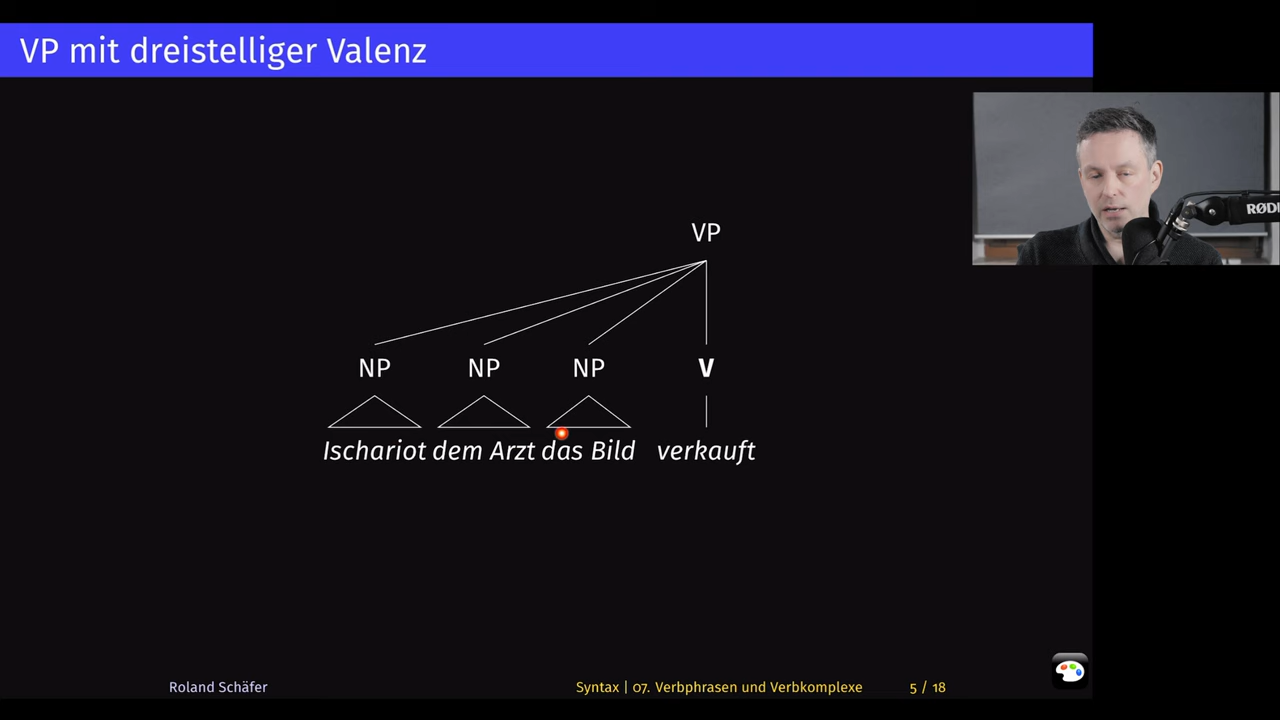 VP mit dreistelliger Valenz
VP
NP NP NP V
Ischariot dem Arzt das Bild verkauft
Roland Schäfer Syntax | 07. Verbphrasen und Verbkomplexe 5 / 18